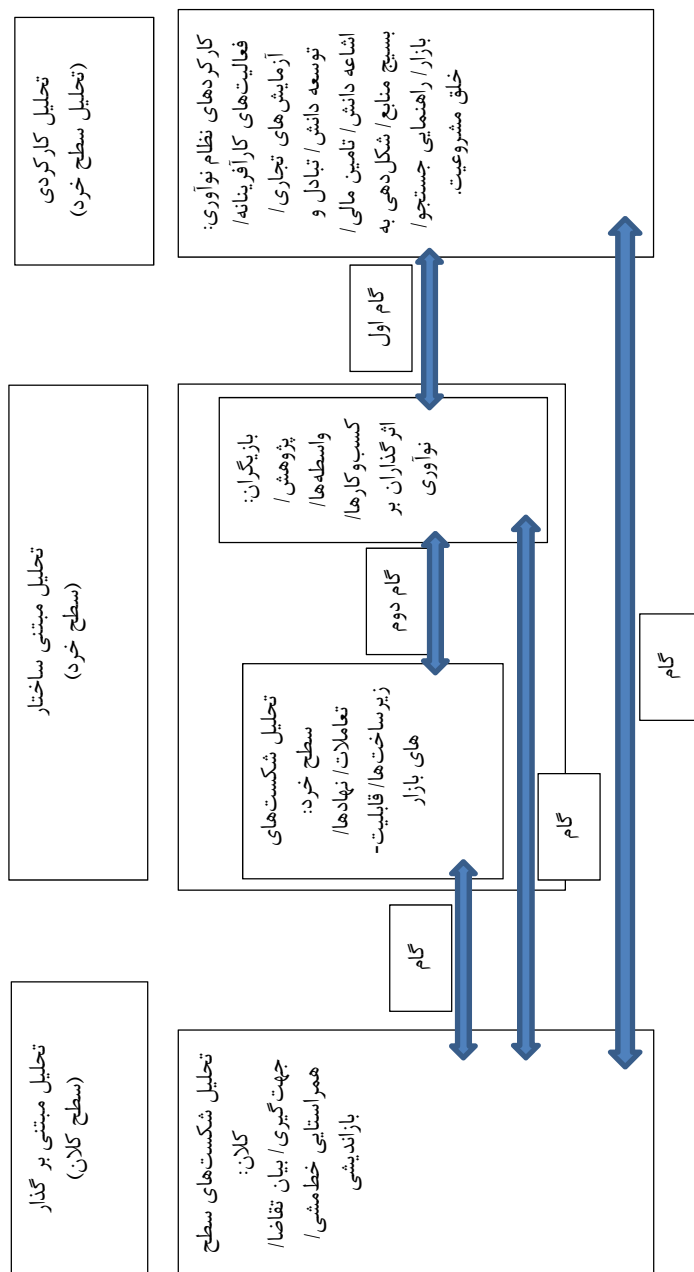 تحلیل کارکردی
(تحلیل سطح خرد)
تحلیل مبتنی ساختار
(سطح خرد)
تحلیل مبتنی بر گذار
(سطح کلان)
کارکردهای نظام نوآوری:
فعالیت‌های کارآفرینانه/
آزمایش‌های تجاری/
توسعه دانش/ تبادل و
اشاعه دانش/ تامین مالی/
بسیج منابع/ شکل‌دهی به
بازار/ راهنمایی جستجو/
خلق مشروعیت.
گام اول
بازیگران:
پژوهش/
واسطه‌ها/
کسب‌وکارها/
اثرگذاران بر
نوآوری
گام دوم
تحلیل شکست‌های
سطح خرد:
تعاملات/ نهادها/
زیرساخت‌ها/ قابلیت-
های بازار
گام
گام
گام
تحلیل شکست‌های سطح
کلان:
جهت‌گیری/ بیان تقاضا/
همراستایی خط‌مشی/
بازاندیشی